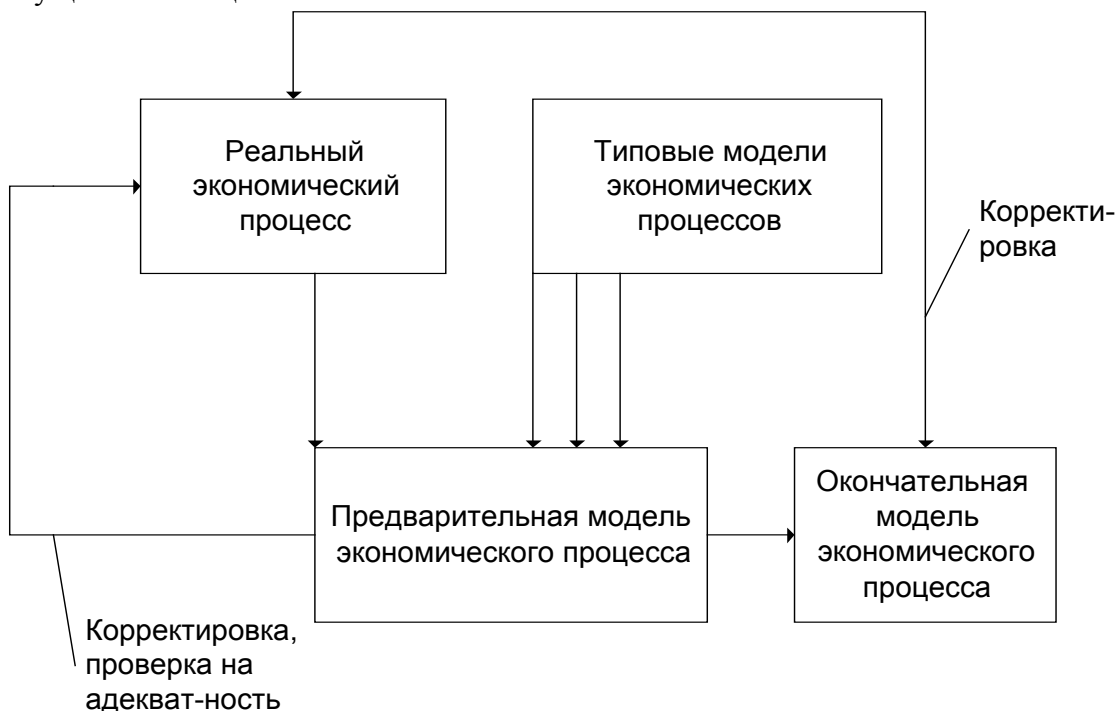 Реальный
экономический
процесс
Типовые модели
экономических
процессов
Корректи-
ровка
Предварительная модель
экономического процесса
Окончательная
модель
экономического
процесса
Корректировка,
проверка на
адекват-ность